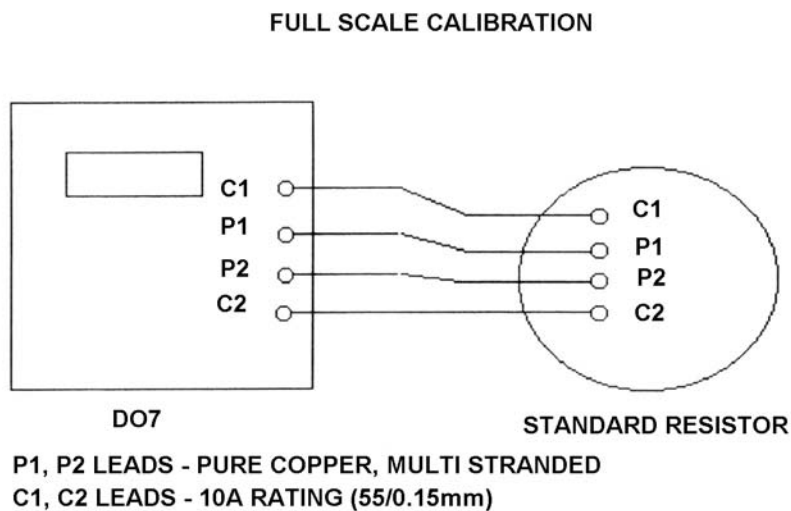 FULL SCALE CALIBRATION
C1
P1
P2
C2
C1
P1
P2
C2
DO7
STANDARD RESISTOR
P1, P2 LEADS - PURE COPPER, MULTI STRANDED
C1, C2 LEADS - 10A RATING (55/0.15mm)